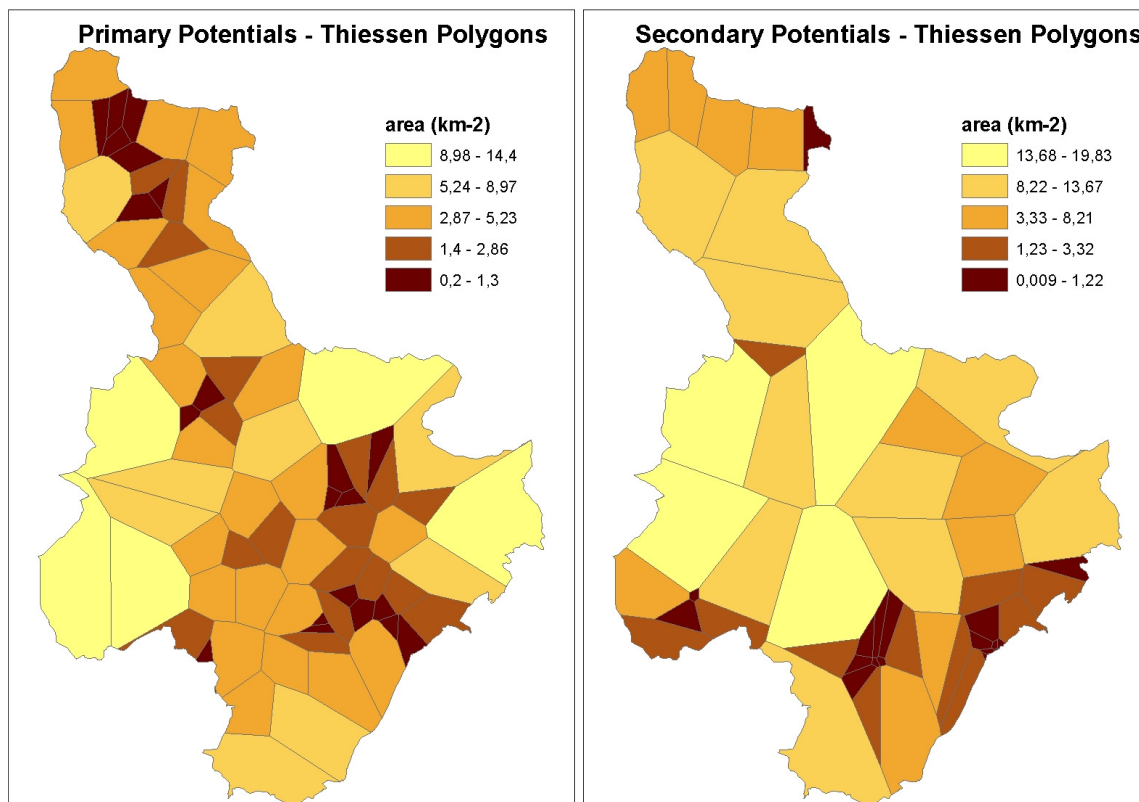 Primary Potentials - Thiessen Polygons
area (km-2)
8,98 - 14,4
5,24 - 8,97
2,87 - 5,23
1,4 - 2,86
0,2 - 1,3
Secondary Potentials - Thiessen Polygons
area (km-2)
13,68 - 19,83
8,22 - 13,67
3,33 - 8,21
1,23 - 3,32
0,009 - 1,22